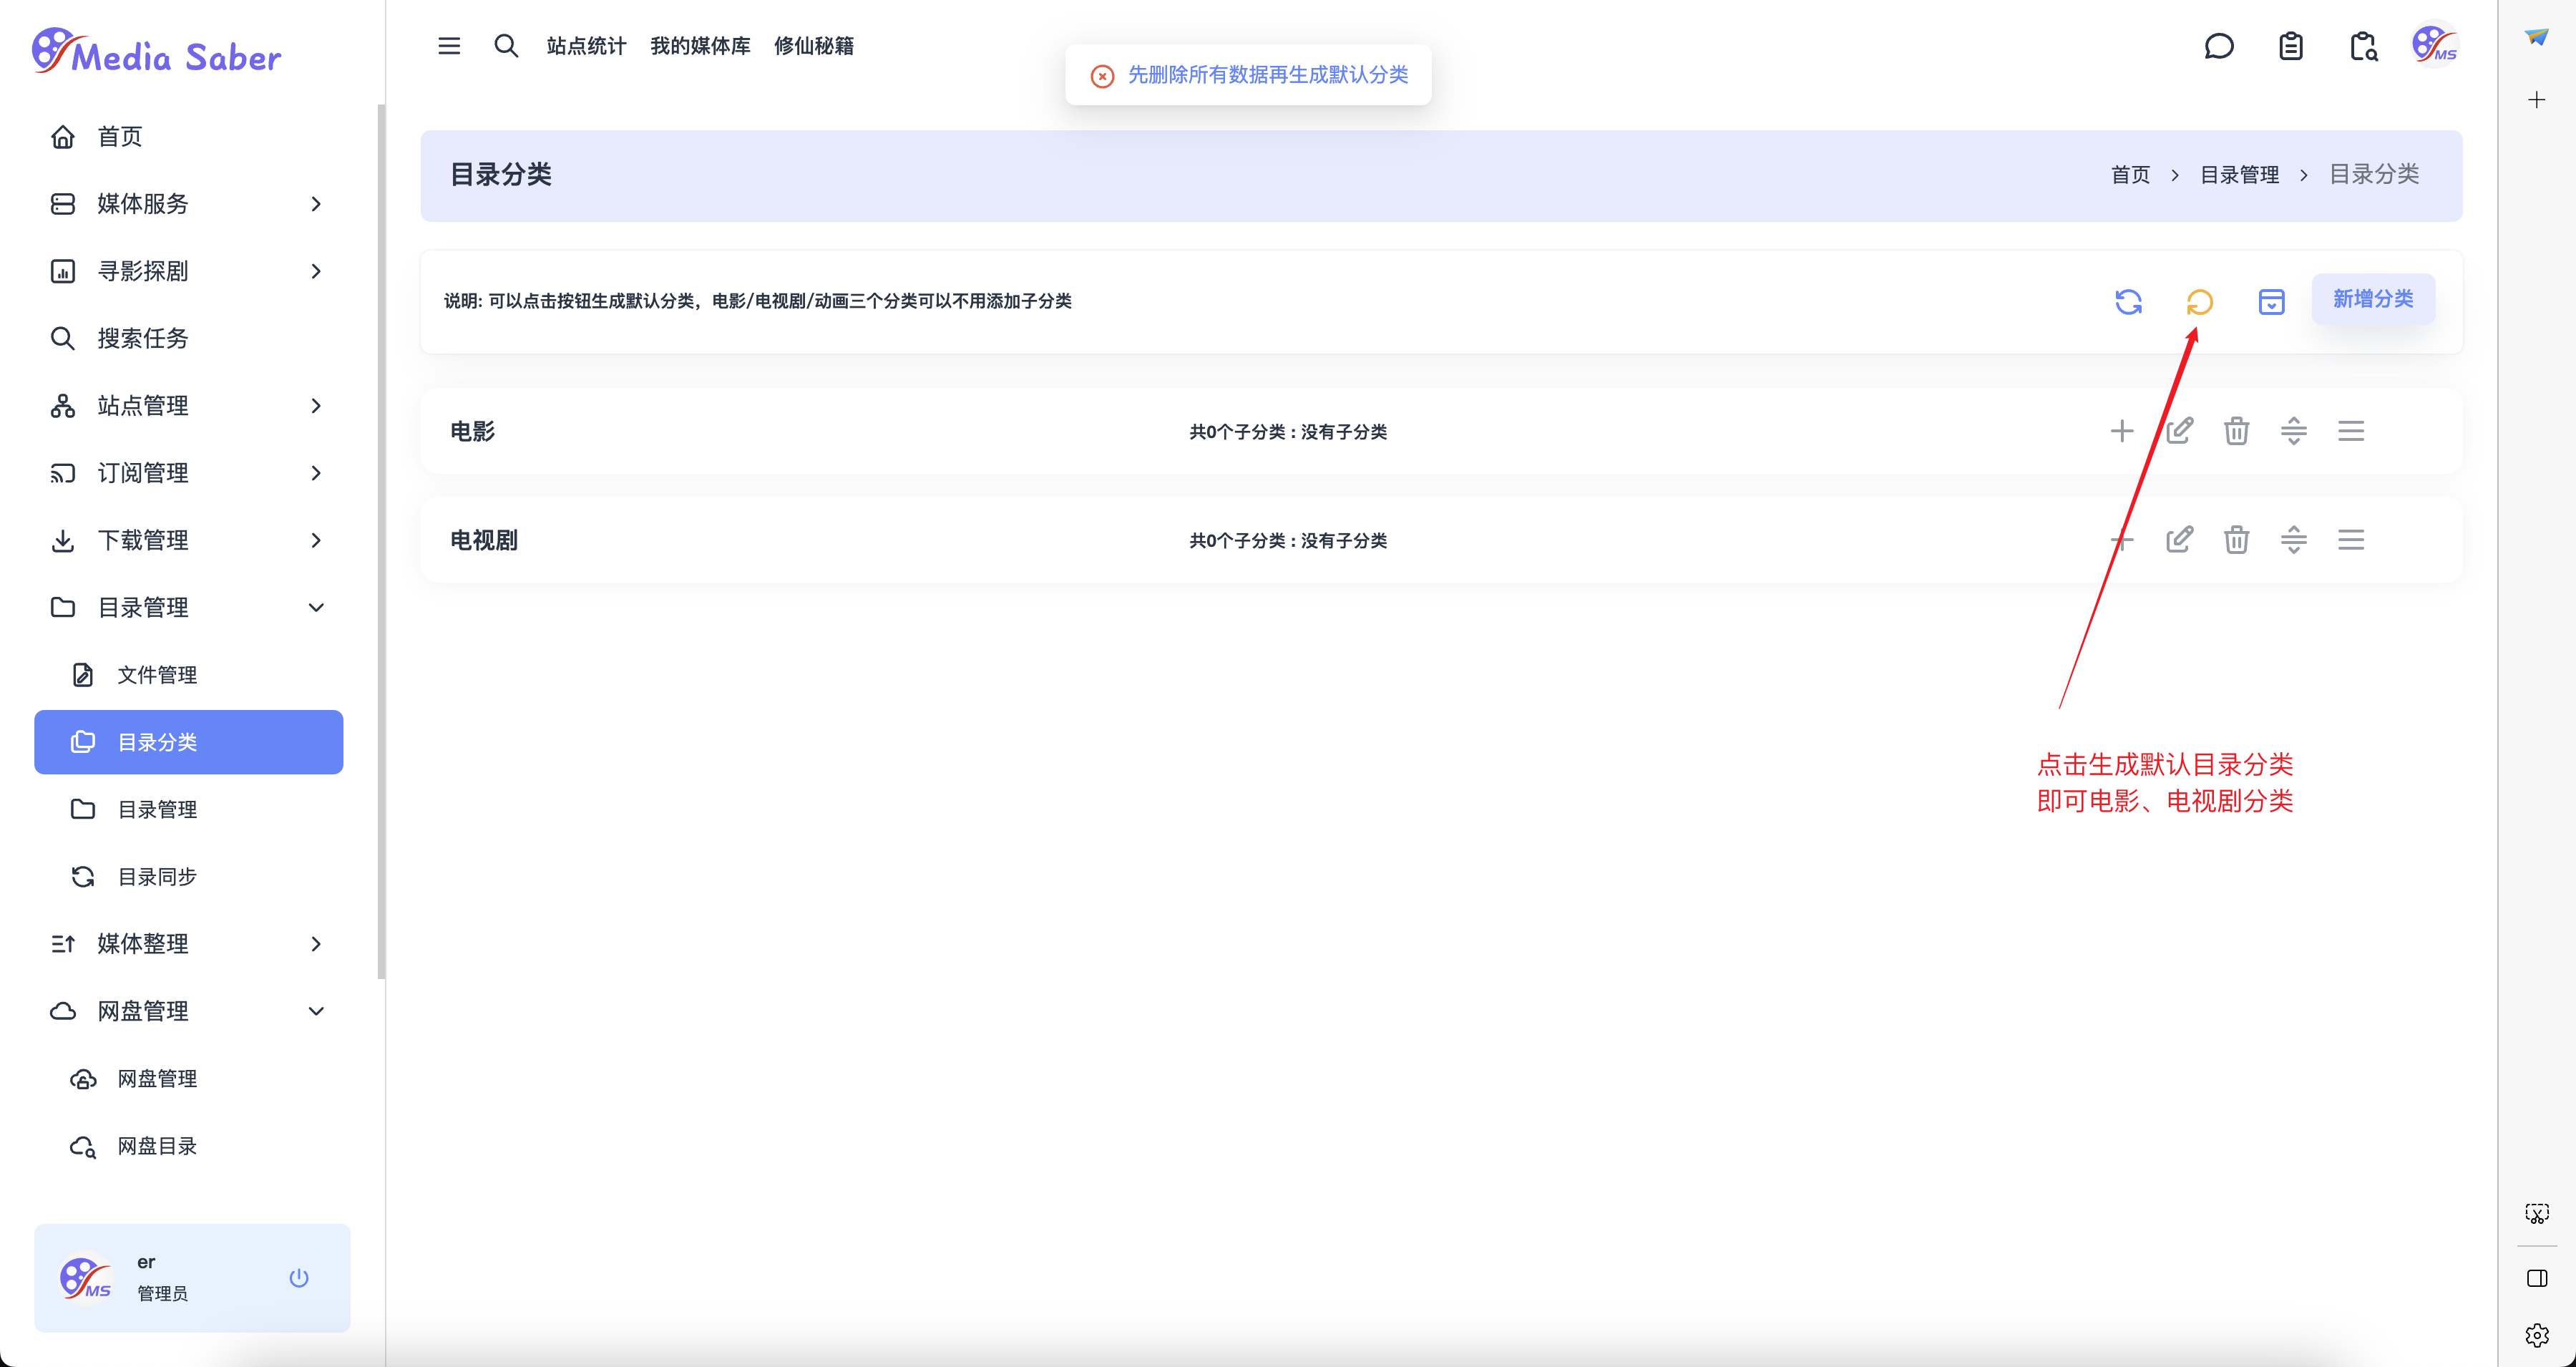 Media Saber
站点统计 我的媒体库 修仙秘籍
先删除所有数据再生成默认分类
MS
首页
媒体服务
寻影探剧
搜索任务
站点管理
订阅管理
下载管理
目录管理
文件管理
目录分类
目录管理
目录同步
媒体整理
网盘管理
网盘管理
网盘目录
MS
er
管理员
目录分类
首页 > 目录管理 > 目录分类
说明: 可以点击按钮生成默认分类，电影/电视剧/动画三个分类可以不用添加子分类
新增分类
电影
共0个子分类 : 没有子分类
电视剧
共0个子分类 : 没有子分类
点击生成默认目录分类
即可电影、电视剧分类